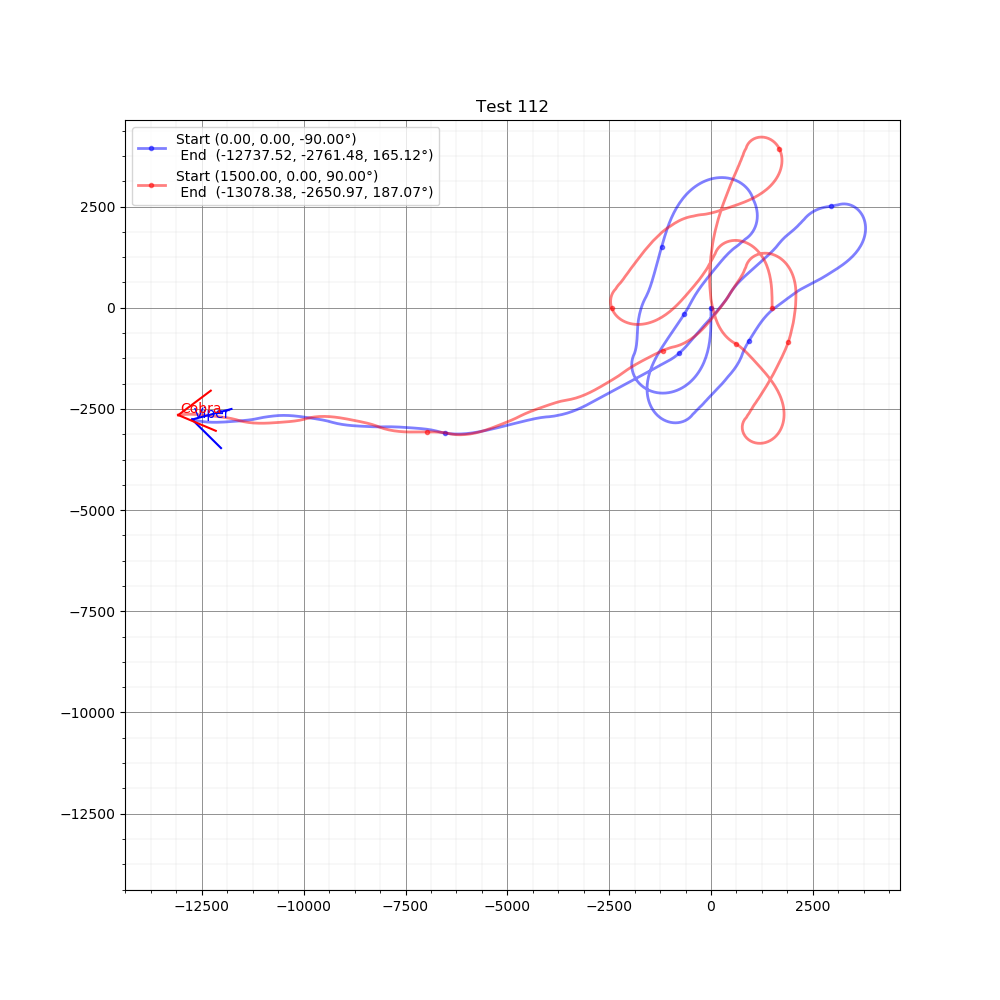 Test 112
Start (0.00, 0.00, -90.00°)
End  (-12737.52, -2761.48, 165.12°)
Start (1500.00, 0.00, 90.00°)
End  (-13078.38, -2650.97, 187.07°)
2500
0
−2500
−5000
−7500
−10000
−12500
Cobra
Viper
−12500 −10000 −7500 −5000 −2500 0 2500